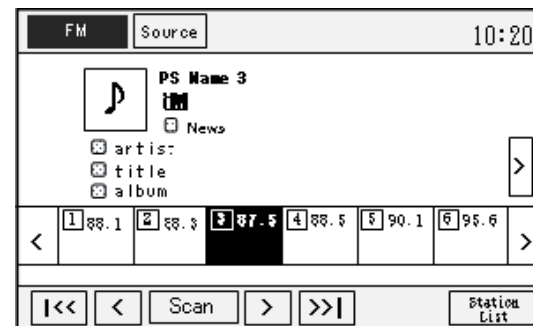 FM Source 10:20
PS Name 3
News
artist
title
album
>
< 1 88.1 2 88.3 3 87.5 4 88.5 5 90.1 6 95.6 >
|<< < Scan > >>| Station List